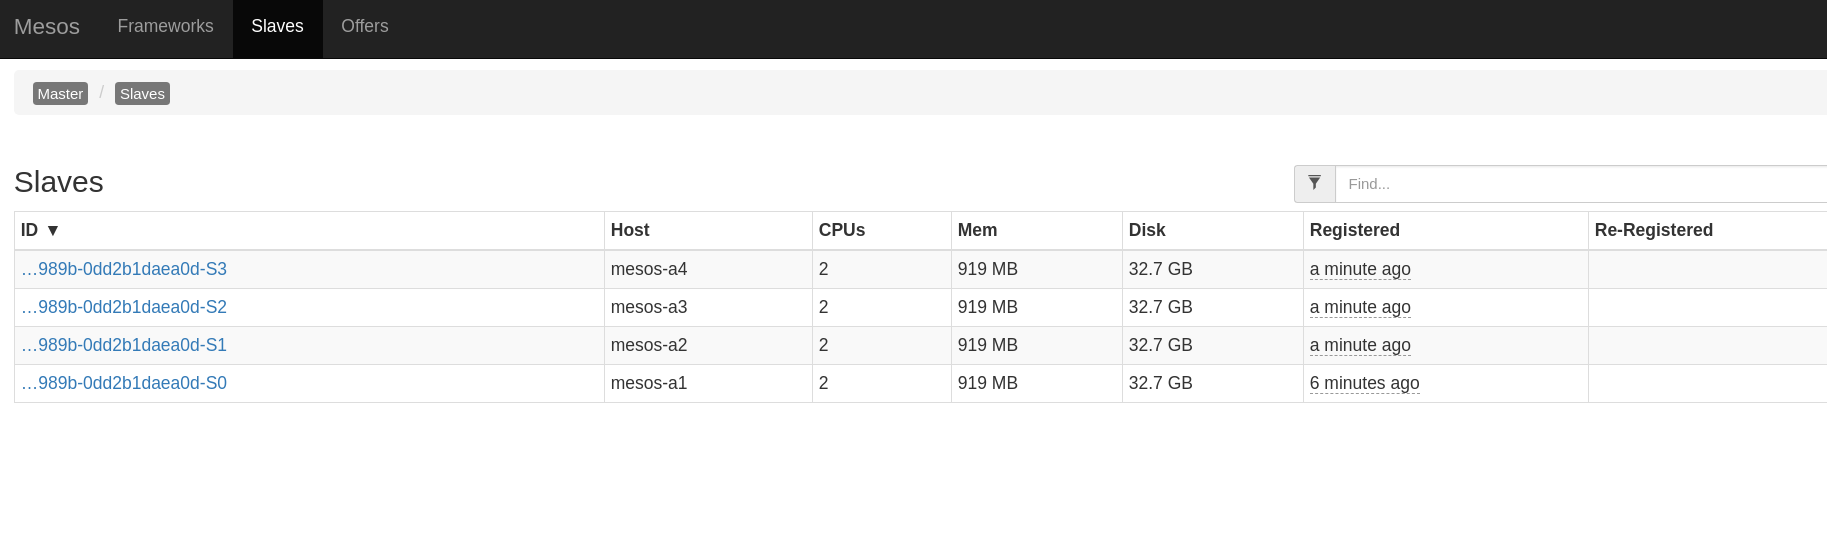 Mesos Frameworks Slaves Offers
Master / Slaves
Slaves
Find...
ID ▼ Host CPUs Mem Disk Registered Re-Registered
…989b-0dd2b1daea0d-S3 mesos-a4 2 919 MB 32.7 GB a minute ago
…989b-0dd2b1daea0d-S2 mesos-a3 2 919 MB 32.7 GB a minute ago
…989b-0dd2b1daea0d-S1 mesos-a2 2 919 MB 32.7 GB a minute ago
…989b-0dd2b1daea0d-S0 mesos-a1 2 919 MB 32.7 GB 6 minutes ago